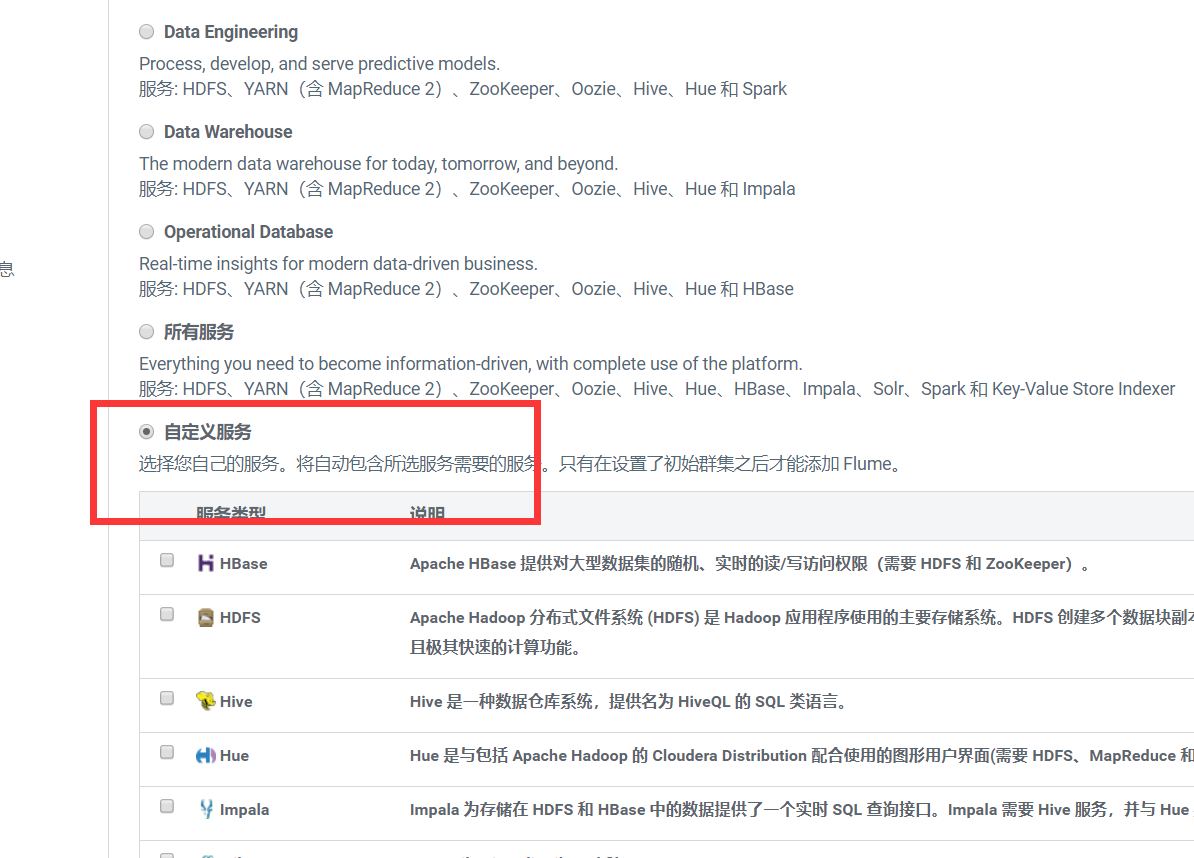 Data Engineering
Process, develop, and serve predictive models.
服务: HDFS、YARN（含 MapReduce 2）、ZooKeeper、Oozie、Hive、Hue 和 Spark
Data Warehouse
The modern data warehouse for today, tomorrow, and beyond.
服务: HDFS、YARN（含 MapReduce 2）、ZooKeeper、Oozie、Hive、Hue 和 Impala
Operational Database
Real-time insights for modern data-driven business.
息
服务: HDFS、YARN（含 MapReduce 2）、ZooKeeper、Oozie、Hive、Hue 和 HBase
所有服务
Everything you need to become information-driven, with complete use of the platform.
服务: HDFS、YARN（含 MapReduce 2）、ZooKeeper、Oozie、Hive、Hue、HBase、Impala、Solr、Spark 和 Key-Value Store Indexer
自定义服务
选择您自己的服务。将自动包含所选服务需要的服务。只有在设置了初始群集之后才能添加 Flume。
服务类型 说明
HBase Apache HBase 提供对大型数据集的随机、实时的读/写访问权限（需要 HDFS 和 ZooKeeper）。
HDFS Apache Hadoop 分布式文件系统 (HDFS) 是 Hadoop 应用程序使用的主要存储系统。HDFS 创建多个数据块副本
且极其快速的计算功能。
Hive Hive 是一种数据仓库系统，提供名为 HiveQL 的 SQL 类语言。
Hue Hue 是与包括 Apache Hadoop 的 Cloudera Distribution 配合使用的图形用户界面(需要 HDFS、MapReduce 和
Impala Impala 为存储在 HDFS 和 HBase 中的数据提供了一个实时 SQL 查询接口。Impala 需要 Hive 服务，并与 Hue